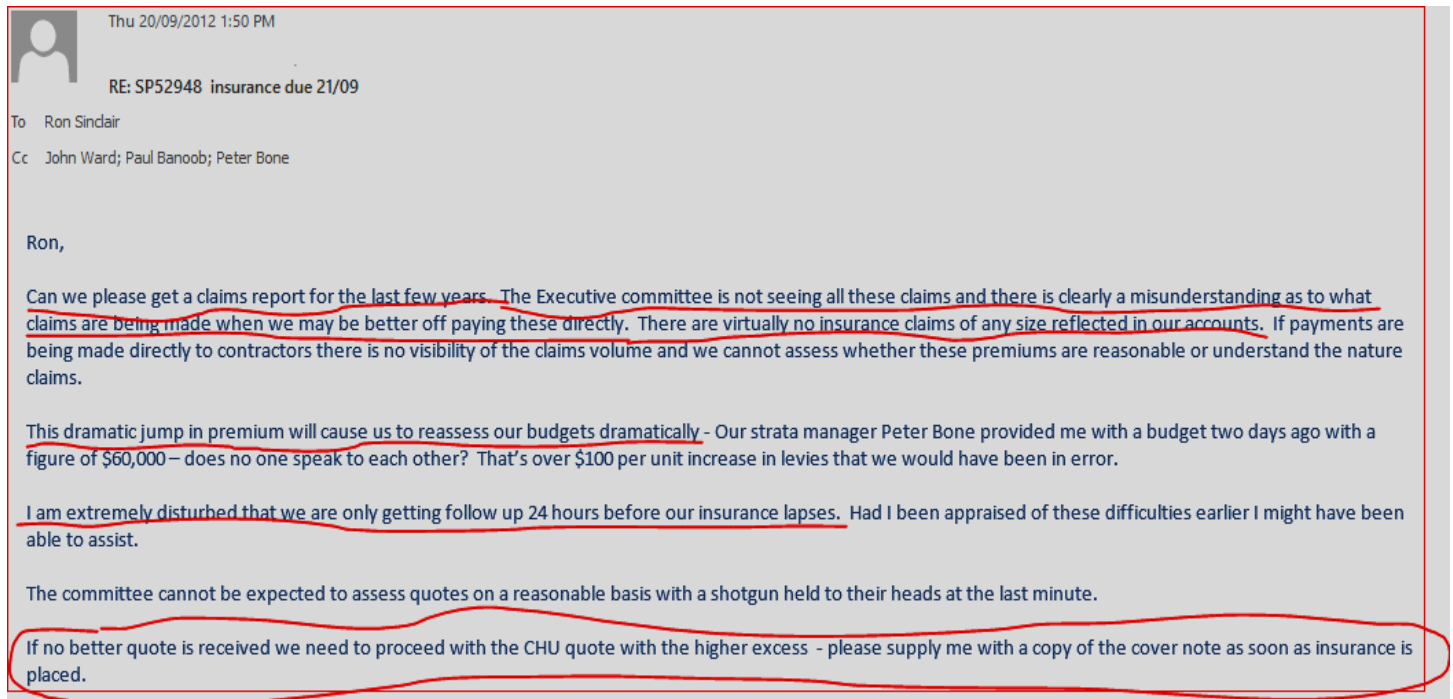 Thu 20/09/2012 1:50 PM
RE: SP52948 insurance due 21/09
To Ron Sinclair
Cc John Ward; Paul Banoob; Peter Bone
Ron,
Can we please get a claims report for the last few years. The Executive committee is not seeing all these claims and there is clearly a misunderstanding as to what
claims are being made when we may be better off paying these directly. There are virtually no insurance claims of any size reflected in our accounts. If payments are
being made directly to contractors there is no visibility of the claims volume and we cannot assess whether these premiums are reasonable or understand the nature
claims.
This dramatic jump in premium will cause us to reassess our budgets dramatically - Our strata manager Peter Bone provided me with a budget two days ago with a
figure of $60,000 – does no one speak to each other? That's over $100 per unit increase in levies that we would have been in error.
I am extremely disturbed that we are only getting follow up 24 hours before our insurance lapses. Had I been appraised of these difficulties earlier I might have been
able to assist.
The committee cannot be expected to assess quotes on a reasonable basis with a shotgun held to their heads at the last minute.
If no better quote is received we need to proceed with the CHU quote with the higher excess - please supply me with a copy of the cover note as soon as insurance is
placed.